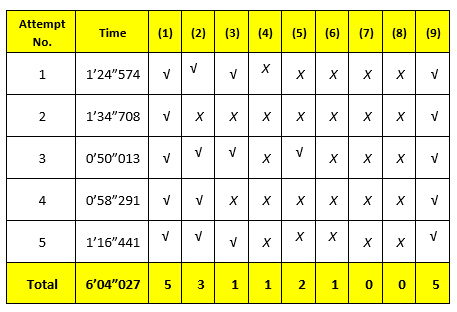 Attempt No. Time (1) (2) (3) (4) (5) (6) (7) (8) (9)
1 1’24”574 √ √ √ X X X X X √
2 1’34”708 √ X X X X X X X √
3 0’50”013 √ √ √ X √ X X X √
4 0’58”291 √ √ X X X X X X √
5 1’16”441 √ √ √ X X X X X √
Total 6’04”027 5 3 1 1 2 1 0 0 5